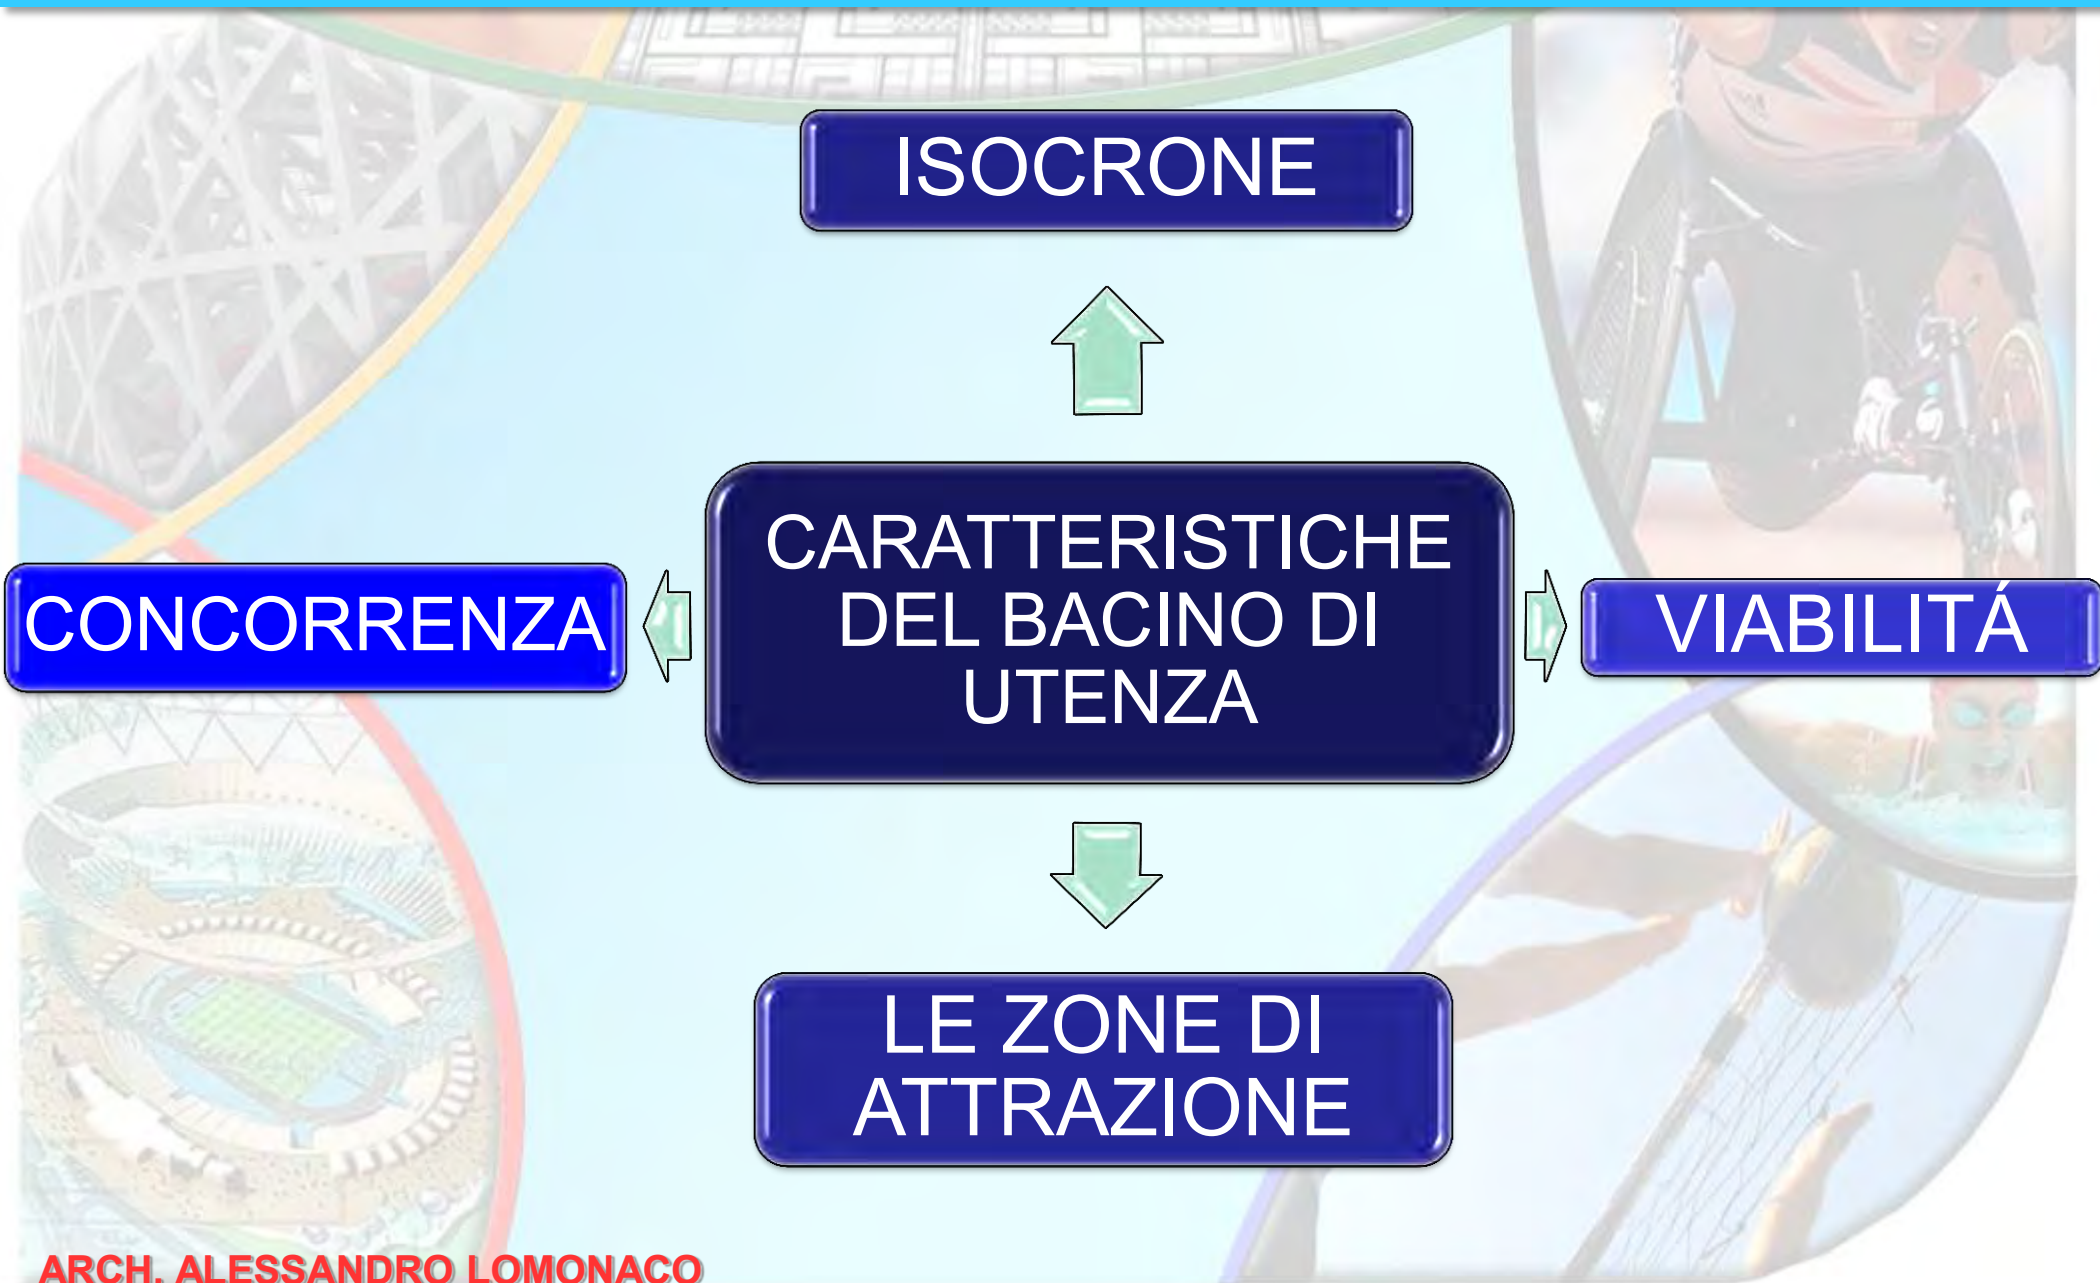 ISOCRONE
CARATTERISTICHE
DEL BACINO DI
UTENZA
CONCORRENZA
VIABILITÁ
LE ZONE DI
ATTRAZIONE
ARCH. ALESSANDRO LOMONACO